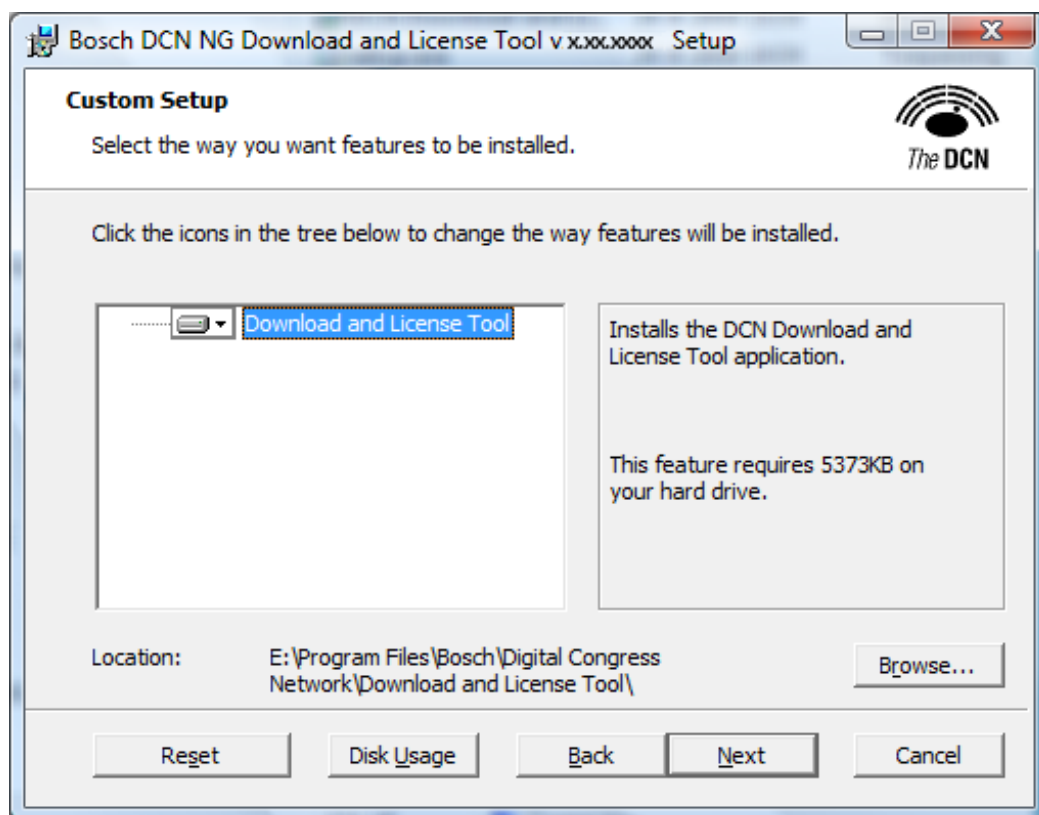 Bosch DCN NG Download and License Tool v x.xx.xxxx Setup
Custom Setup
Select the way you want features to be installed.
The DCN
Click the icons in the tree below to change the way features will be installed.
Download and License Tool
Installs the DCN Download and
License Tool application.
This feature requires 5373KB on
your hard drive.
Location:
E:\Program Files\Bosch\Digital Congress
Network\Download and License Tool\
Browse...
Reset
Disk Usage
Back
Next
Cancel